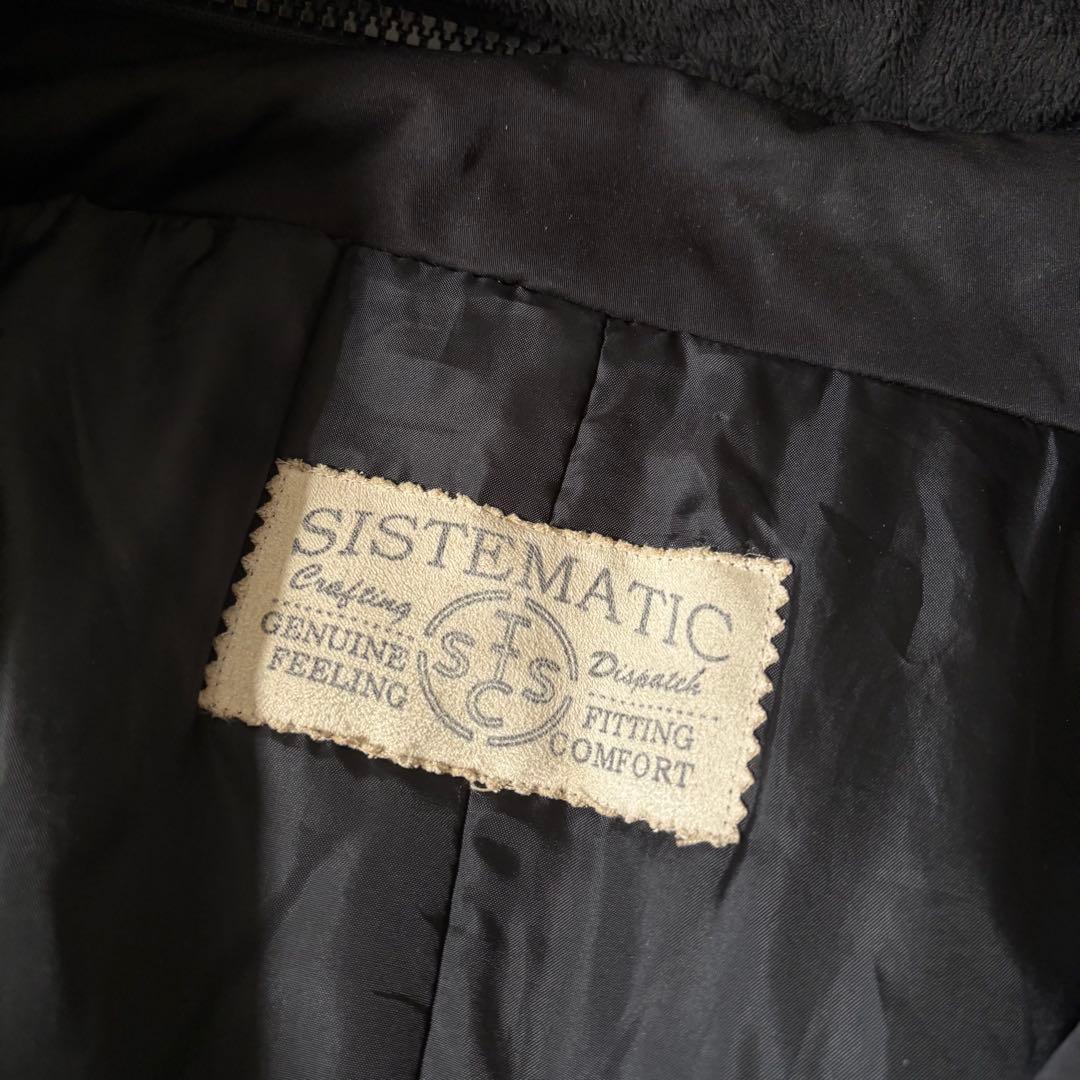 SISTEMATIC
Crafting
GENUINE
FEELING
I
S T S
C
Dispatch
FITTING
COMFORT